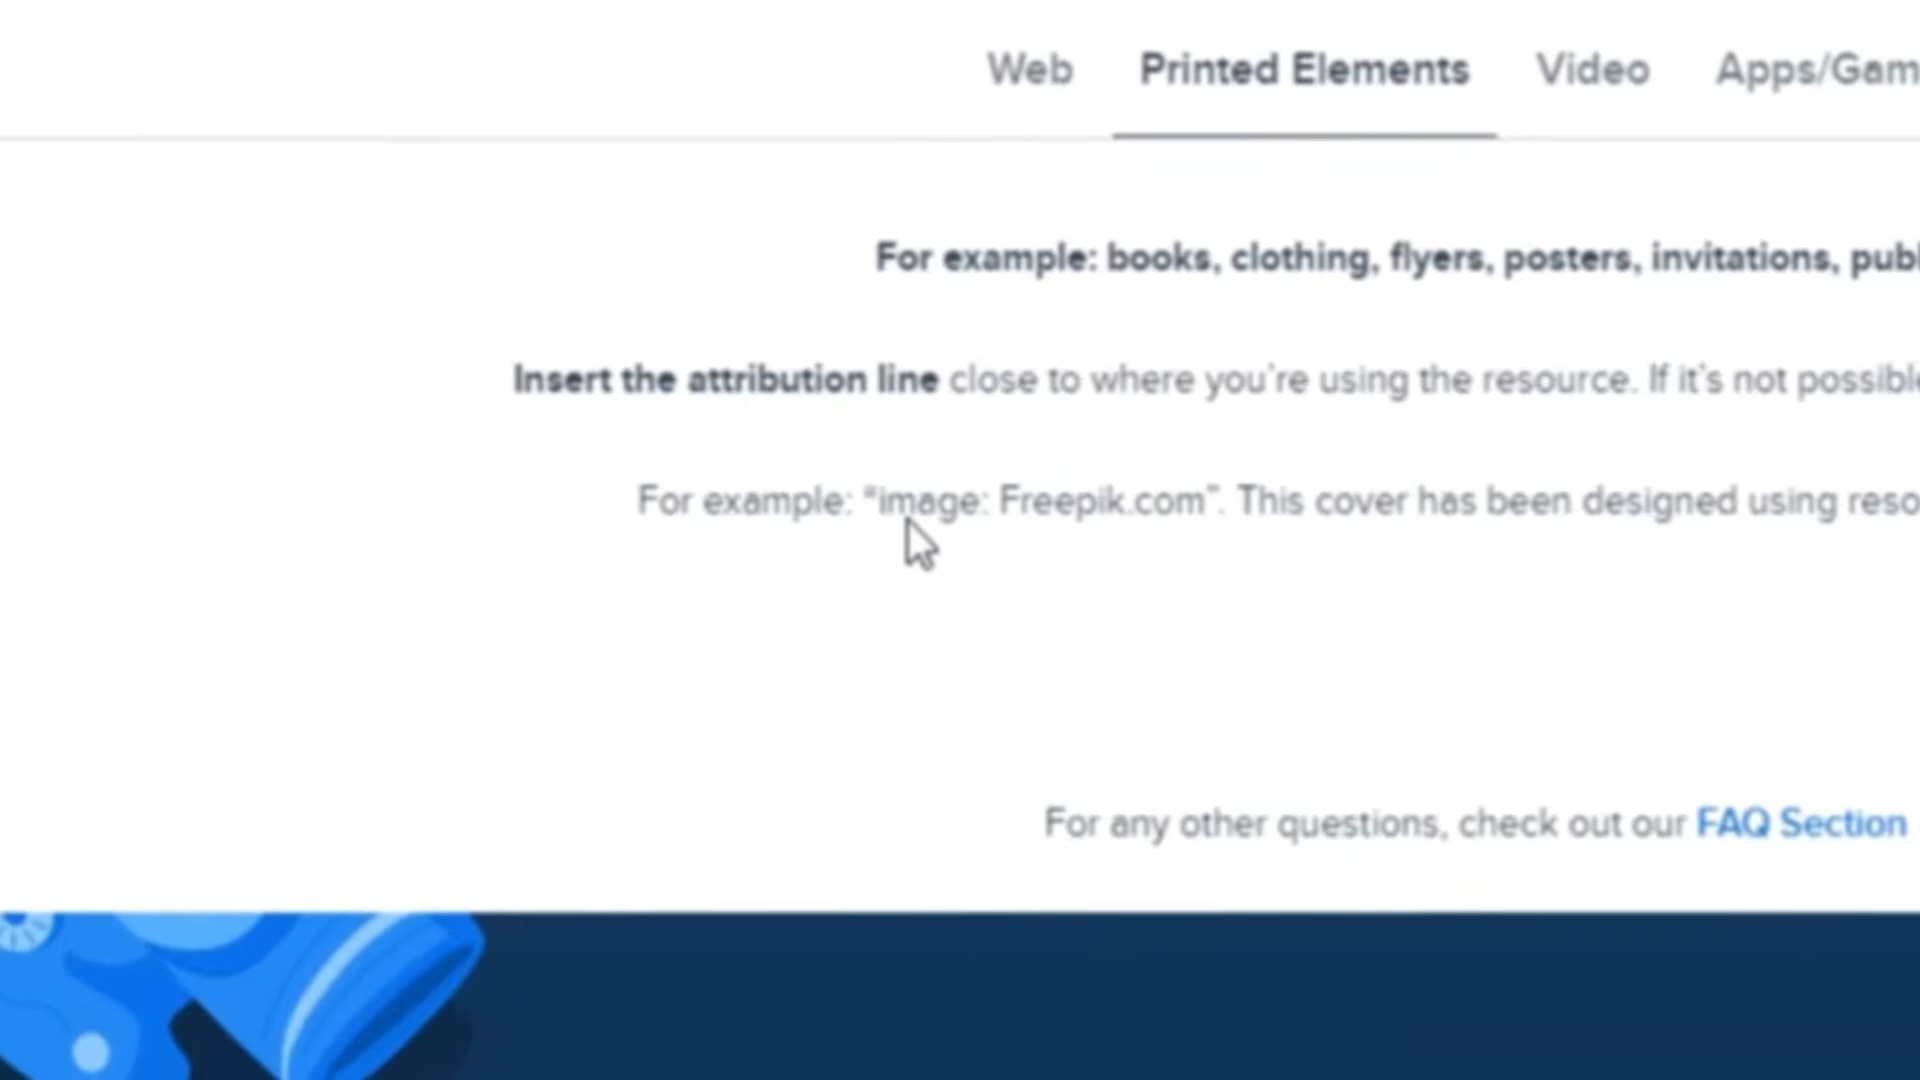 Web Printed Elements Video Apps/Gam
For example: books, clothing, flyers, posters, invitations, publ
Insert the attribution line close to where you're using the resource. If it's not possible
For example: “image: Freepik.com”. This cover has been designed using reso
For any other questions, check out our FAQ Section